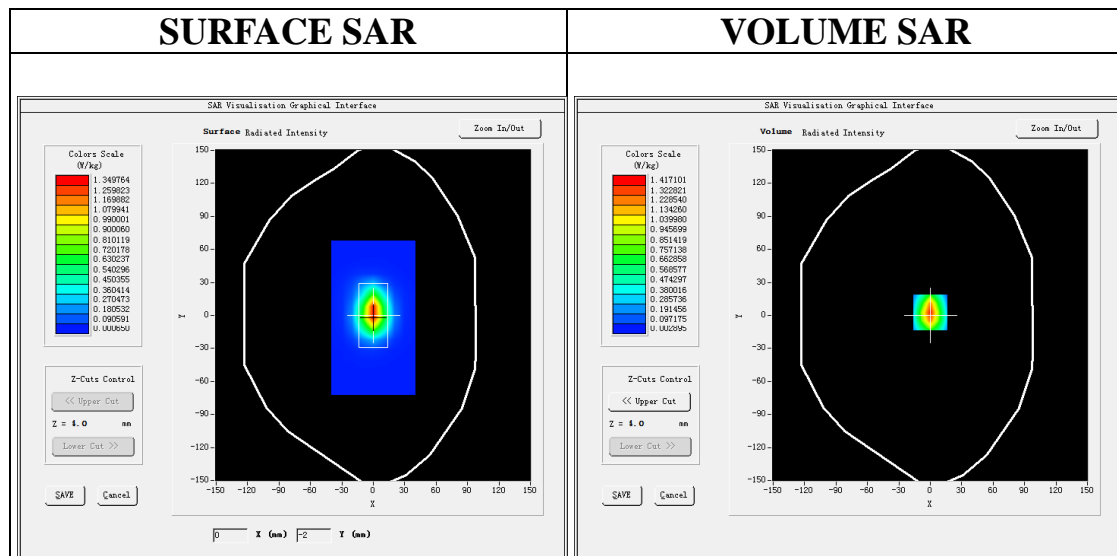 SURFACE SAR
VOLUME SAR
SAR Visualisation Graphical Interface
Surface Radiated Intensity
Zoom In/Out
Colors Scale
(W/kg)
1.349764
1.259823
1.169882
1.079941
0.990001
0.900060
0.810119
0.720178
0.630237
0.540296
0.450355
0.360414
0.270473
0.180532
0.090591
0.000650
150
120
90
60
30
0
-30
-60
-90
-120
-150
Y
-150 -120 -90 -60 -30 0 30 60 90 120 150
X
Z-Cuts Control
<< Upper Cut
Z = 4.0 mm
Lower Cut >>
SAVE Cancel
0 X (mm) -2 Y (mm)
SAR Visualisation Graphical Interface
Volume Radiated Intensity
Zoom In/Out
Colors Scale
(W/kg)
1.417101
1.322821
1.228540
1.134260
1.039980
0.945699
0.851419
0.757138
0.662858
0.568577
0.474297
0.380016
0.285736
0.191456
0.097175
0.002895
150
120
90
60
30
0
-30
-60
-90
-120
-150
Y
-150 -120 -90 -60 -30 0 30 60 90 120 150
X
Z-Cuts Control
<< Upper Cut
Z = 4.0 mm
Lower Cut >>
SAVE Cancel